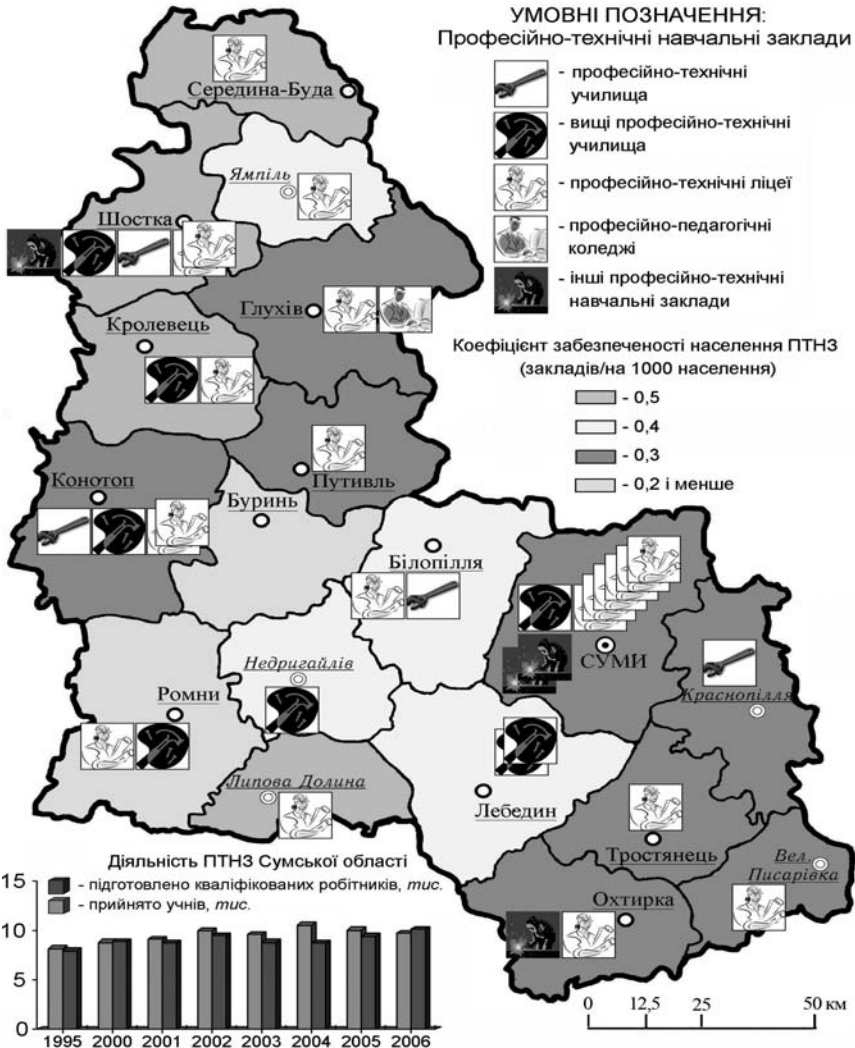 УМОВНІ ПОЗНАЧЕННЯ:
Професійно-технічні навчальні заклади
- професійно-технічні
училища
- вищі професійно-технічні
училища
- професійно-технічні ліцеї
- професійно-педагогічні
коледжі
- інші професійно-технічні
навчальні заклади
Коефіцієнт забезпеченості населення ПТНЗ
(закладів/на 1000 населення)
- 0,5
- 0,4
- 0,3
- 0,2 і менше
Середина-Буда
Ямпіль
Шостка
Глухів
Кролевець
Путивль
Конотоп
Буринь
Білопілля
СУМИ
Недригайлів
Ромни
Краснопілля
Липова Долина
Лебедин
Тростянець
Вел.
Писарівка
Охтирка
Діяльність ПТНЗ Сумської області
- підготовлено кваліфікованих робітників, тис.
- прийнято учнів, тис.
15
10
5
0
1995 2000 2001 2002 2003 2004 2005 2006
0 12,5 25 50 км